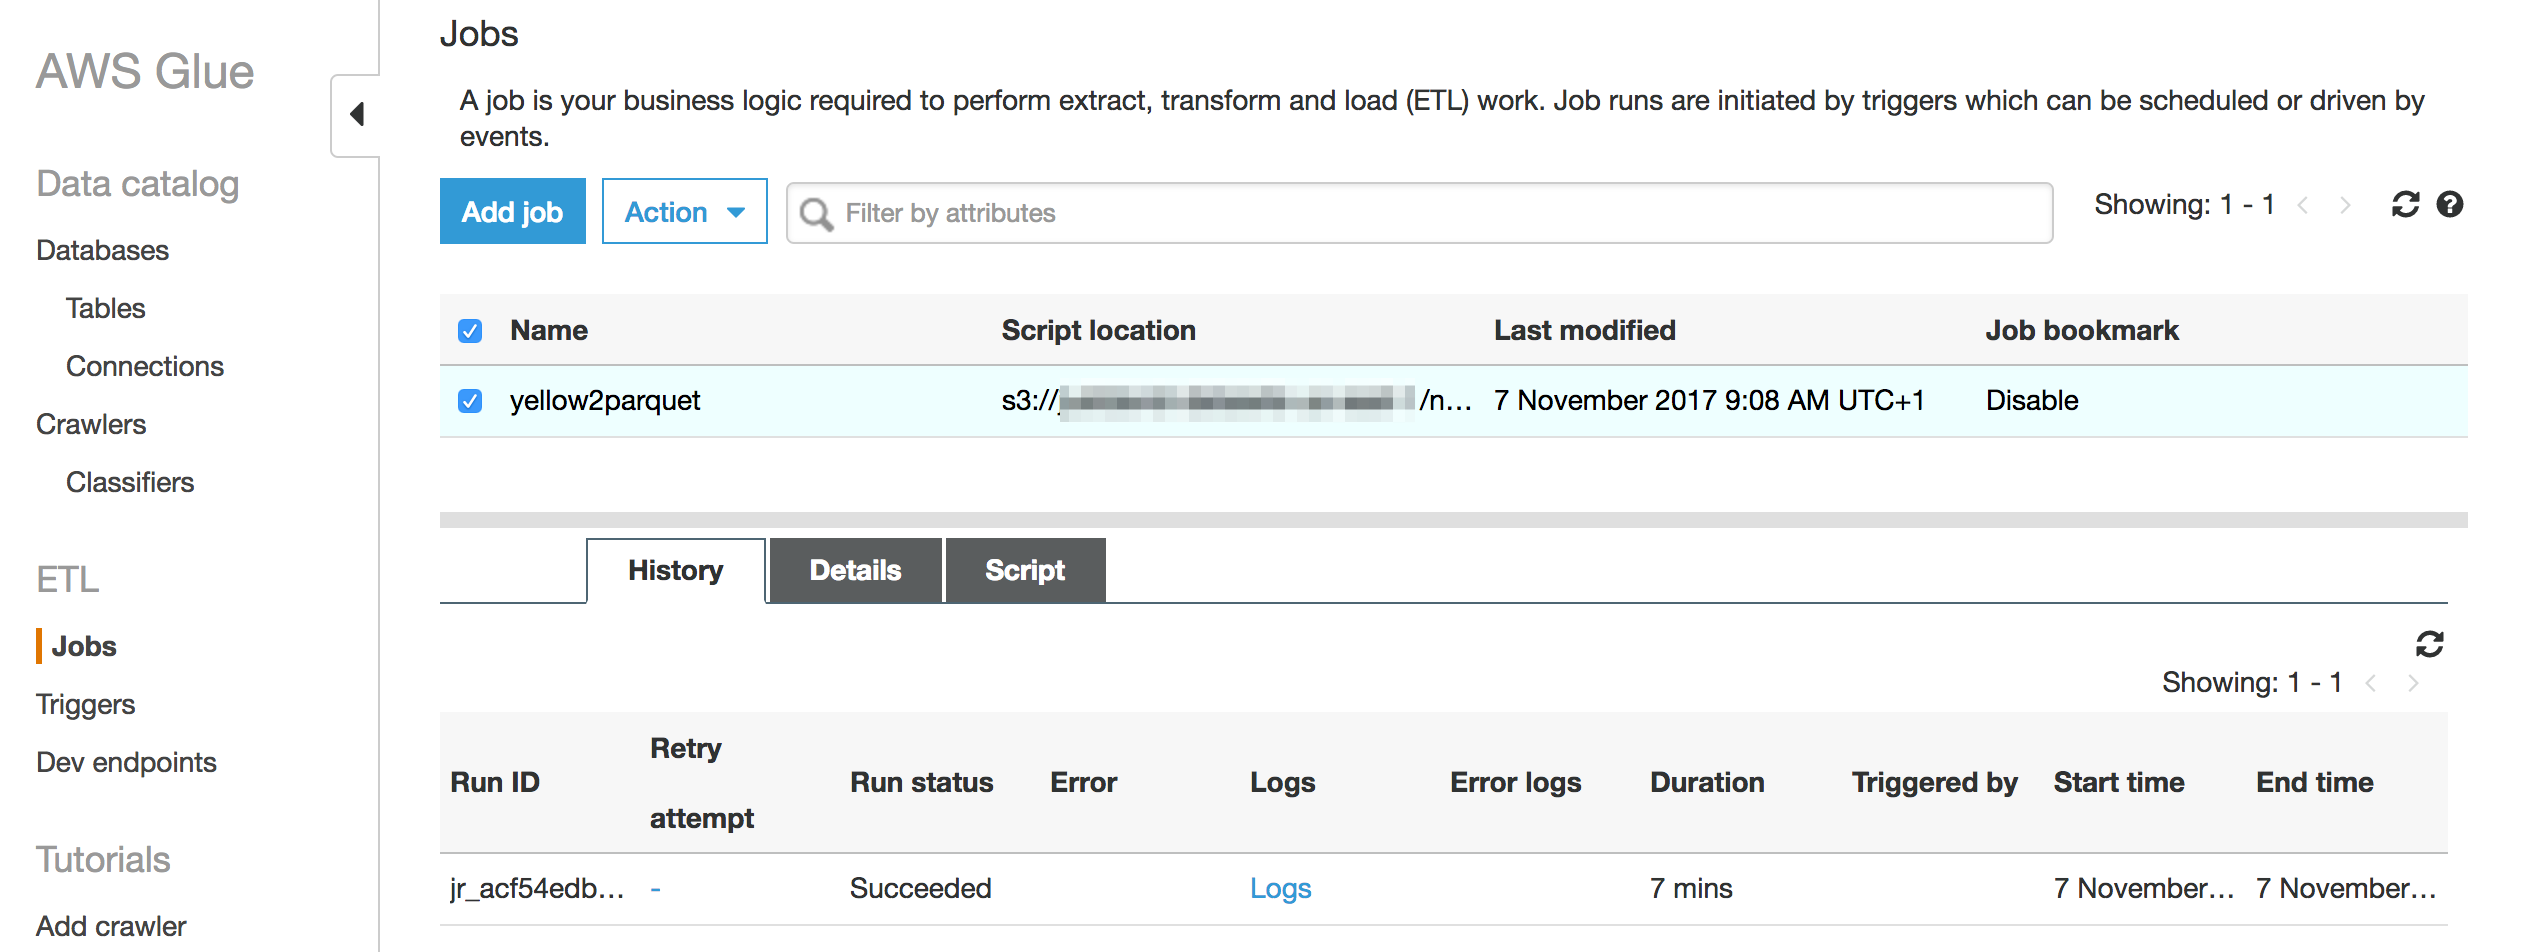 AWS Glue
Data catalog
Databases
Tables
Connections
Crawlers
Classifiers
ETL
Jobs
Triggers
Dev endpoints
Tutorials
Add crawler
Jobs
A job is your business logic required to perform extract, transform and load (ETL) work. Job runs are initiated by triggers which can be scheduled or driven by
events.
Add job Action Filter by attributes Showing: 1 - 1
Name Script location Last modified Job bookmark
yellow2parquet s3:// /n... 7 November 2017 9:08 AM UTC+1 Disable
History Details Script
Showing: 1 - 1
Run ID Retry attempt Run status Error Logs Error logs Duration Triggered by Start time End time
jr_acf54edb... - Succeeded Logs 7 mins 7 November... 7 November...